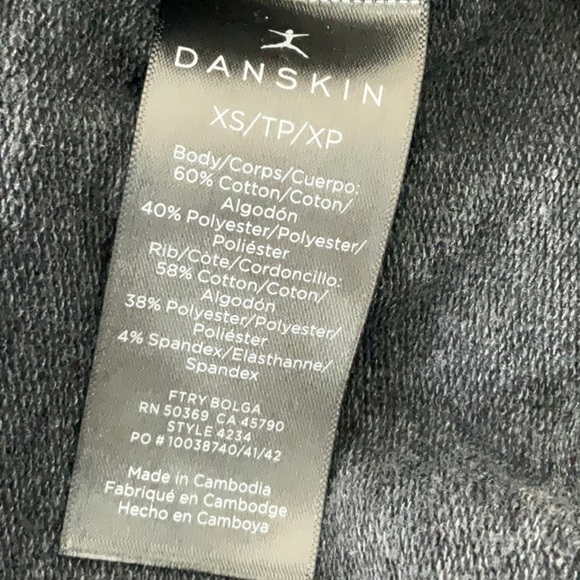 DANSKIN
XS/TP/XP
Body/Corps/Cuerpo:
60% Cotton/Coton/
Algodón
40% Polyester/Polyester/
Poliéster
Rib/Côte/Cordoncillo:
58% Cotton/Coton/
Algodón
38% Polyester/Polyester/
Poliéster
4% Spandex/Élasthanne/
Spandex
FTRY BOLGA
RN 50369 CA 45790
STYLE 4234
PO # 10038740/41/42
Made in Cambodia
Fabriqué en Cambodge
Hecho en Camboya